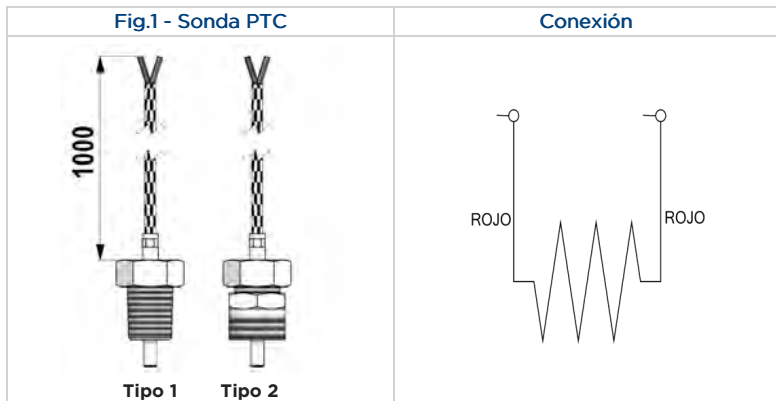 Fig.1 - Sonda PTC
Conexión
1000
ROJO
ROJO
Tipo 1
Tipo 2